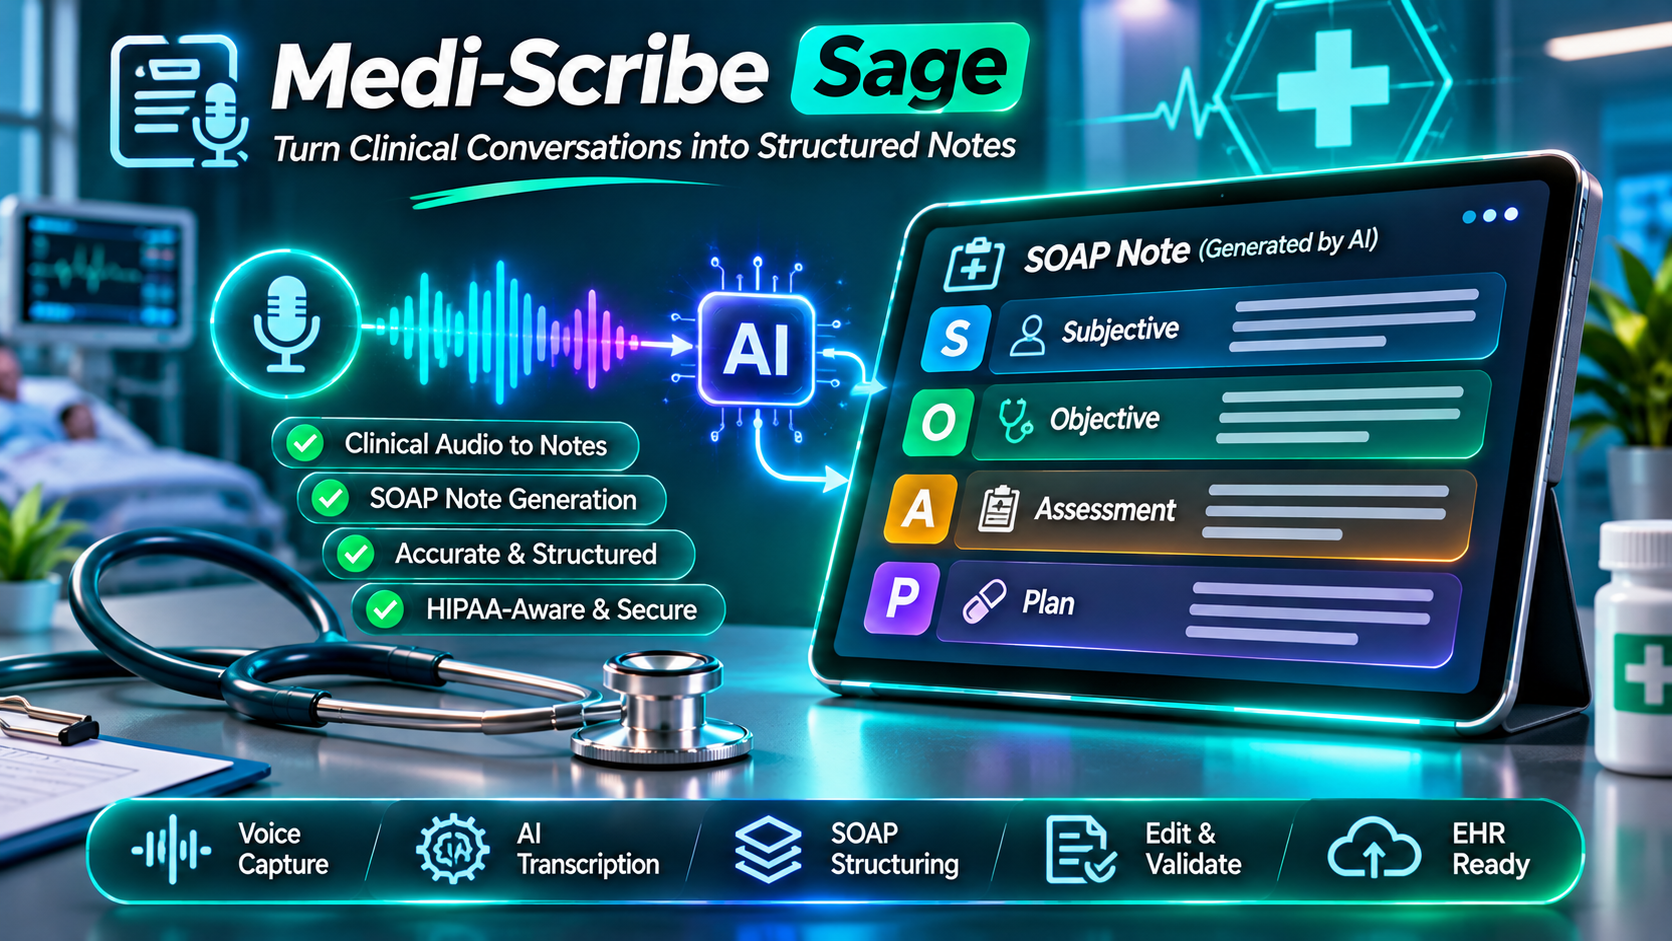 Medi-Scribe Sage
Turn Clinical Conversations into Structured Notes
AI
Clinical Audio to Notes
SOAP Note Generation
Accurate & Structured
HIPAA-Aware & Secure
SOAP Note (Generated by AI)
S Subjective
O Objective
A Assessment
P Plan
Voice
Capture
AI
Transcription
SOAP
Structuring
Edit &
Validate
EHR
Ready